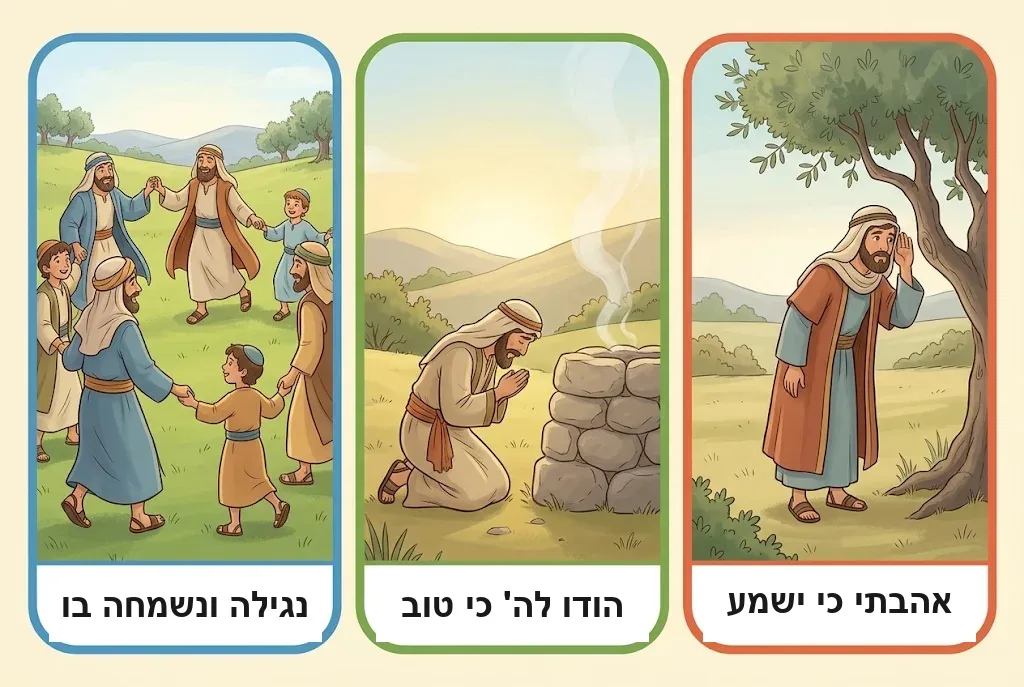 אהבתי כי ישמע
הודו לה' כי טוב
נגילה ונשמחה בו